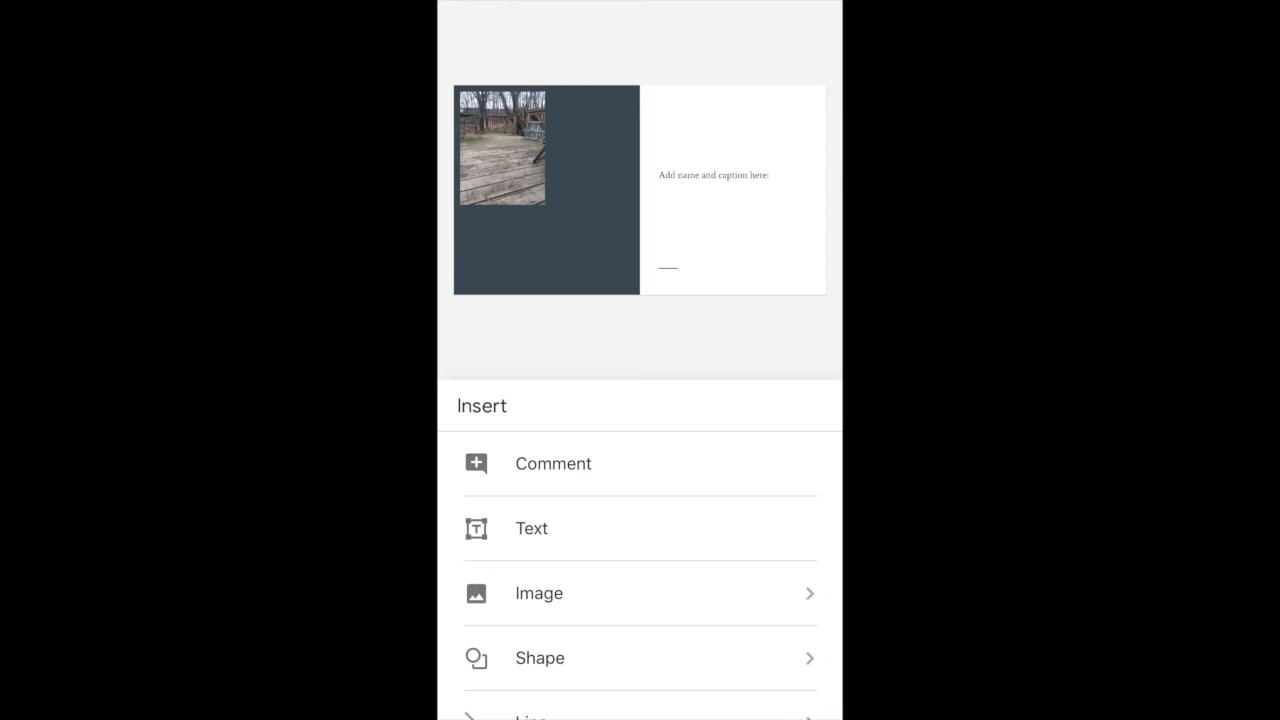 Add name and caption here:
Insert
Comment
Text
Image
Shape